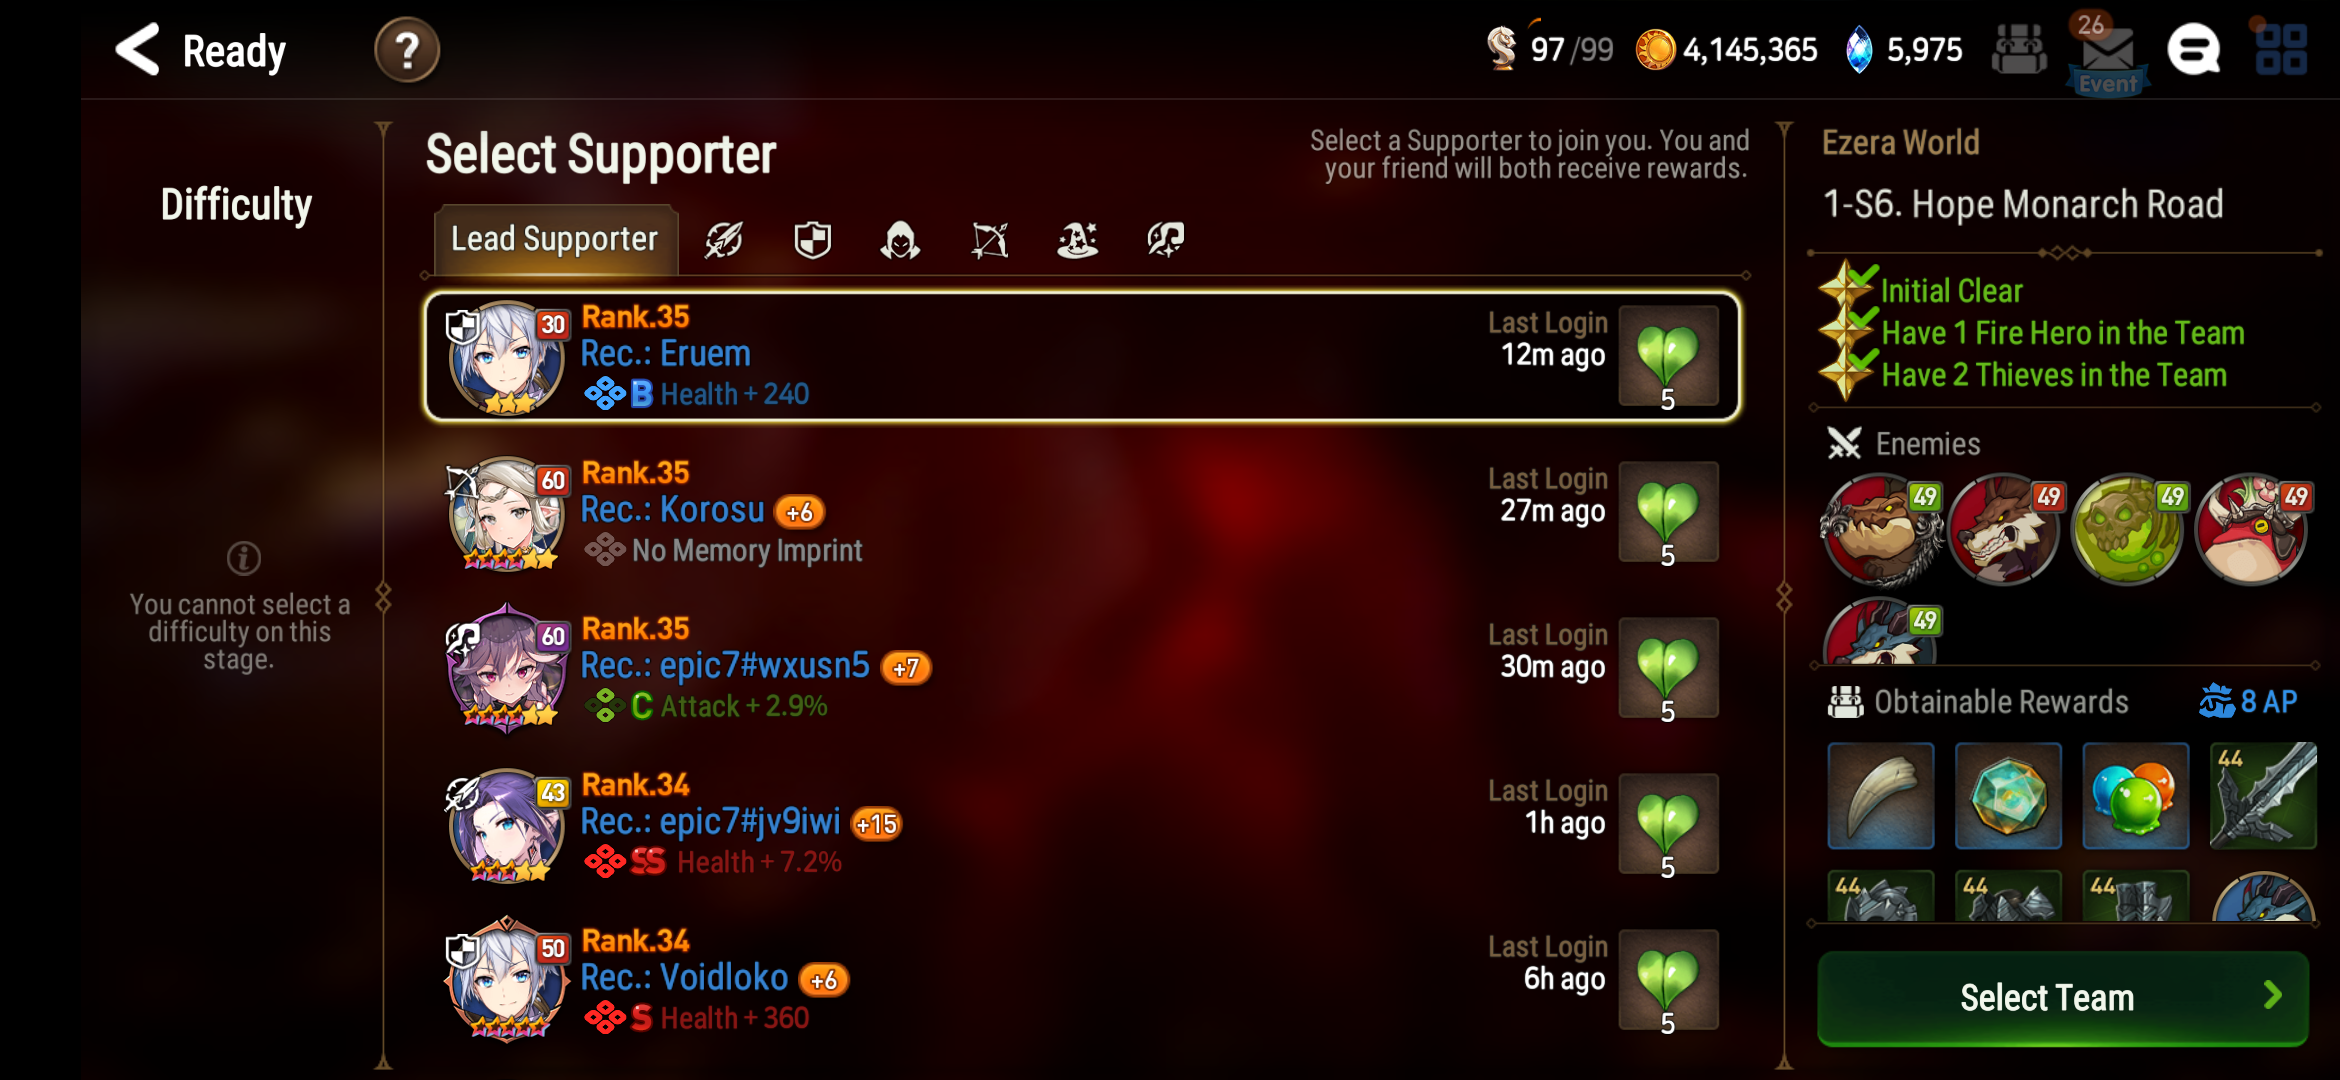 Ready
?
97/99
4,145,365
5,975
26
Event
Difficulty
You cannot select a
difficulty on this
stage.
Select Supporter
Select a Supporter to join you. You and
your friend will both receive rewards.
Lead Supporter
30
Rank.35
Rec.: Eruem
B Health + 240
Last Login
12m ago
5
60
Rank.35
Rec.: Korosu +6
No Memory Imprint
Last Login
27m ago
5
60
Rank.35
Rec.: epic7#wxusn5 +7
C Attack + 2.9%
Last Login
30m ago
5
43
Rank.34
Rec.: epic7#jv9iwi +15
SS Health + 7.2%
Last Login
1h ago
5
50
Rank.34
Rec.: Voidloko +6
S Health + 360
Last Login
6h ago
5
Ezera World
1-S6. Hope Monarch Road
Initial Clear
Have 1 Fire Hero in the Team
Have 2 Thieves in the Team
Enemies
49 49 49 49
49
Obtainable Rewards 8 AP
44
44 44 44
Select Team